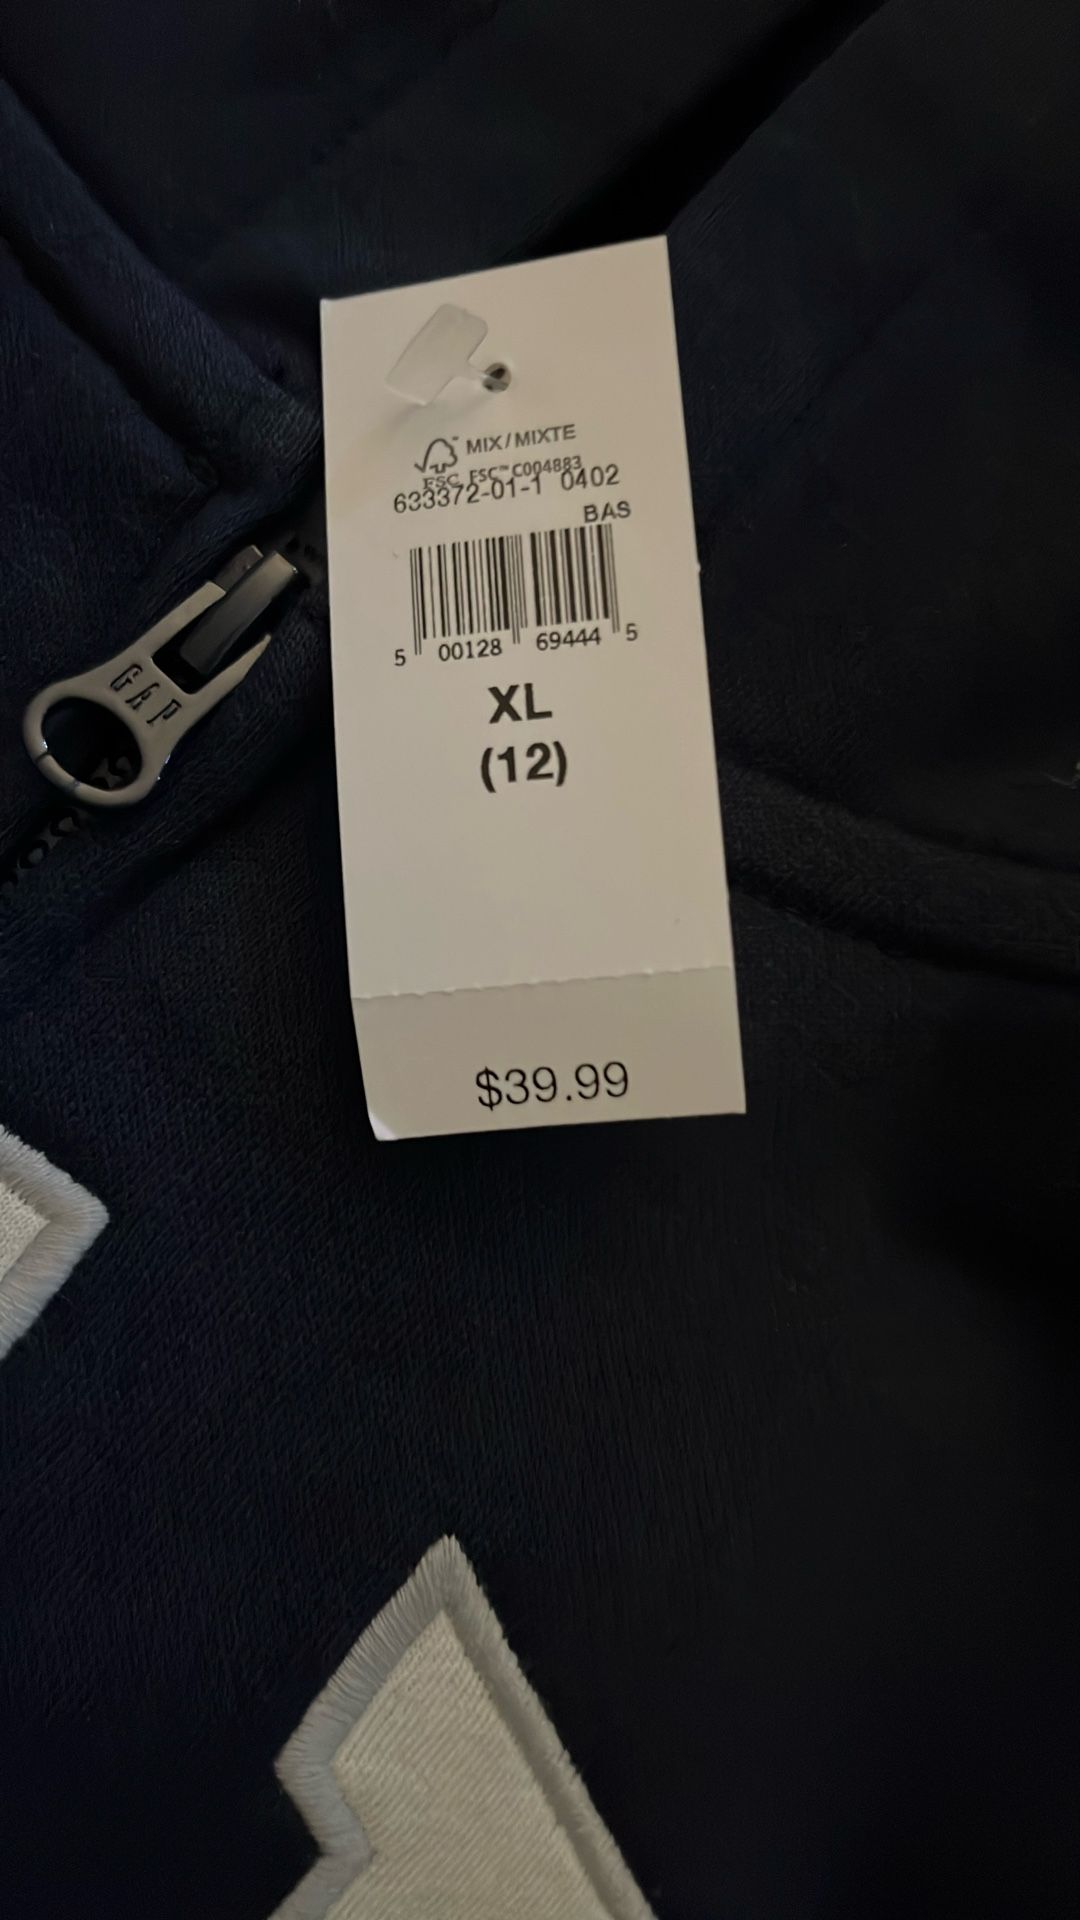 MIX/MIXTE
FSC FSC™ C004883
633372-01-1 0402
BAS
5 00128 69444 5
XL
(12)
GAP
$39.99